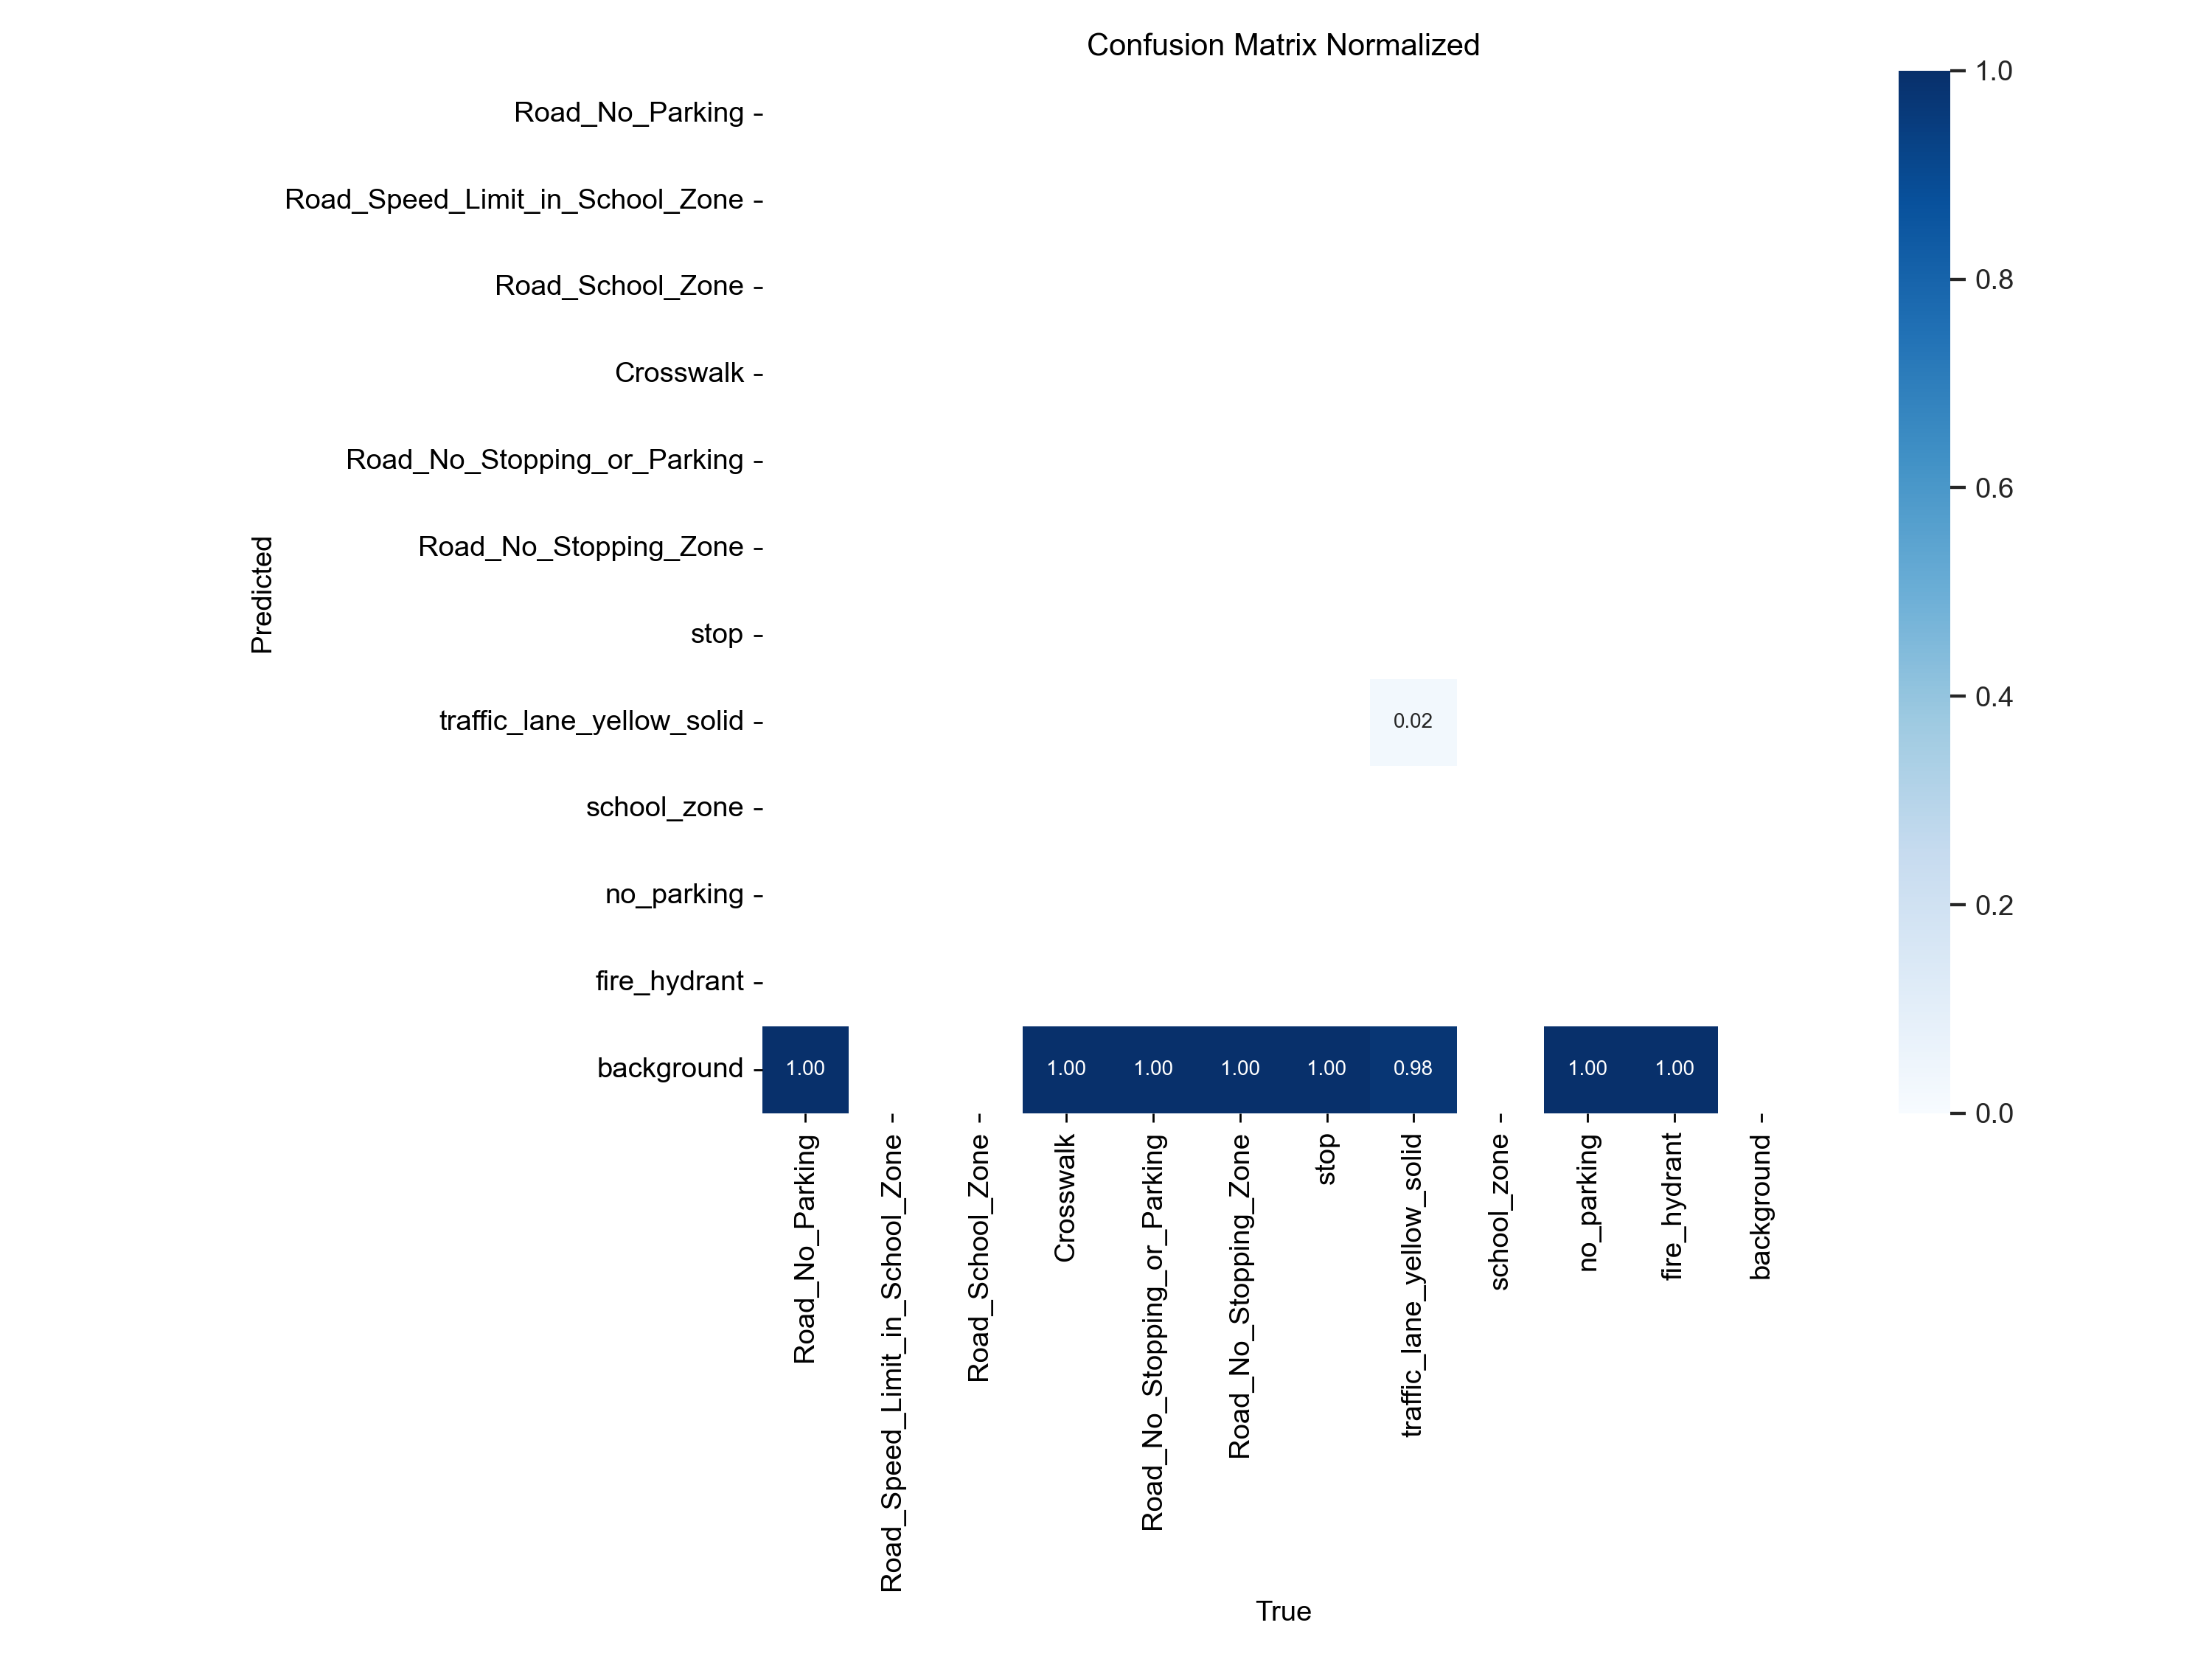 Confusion Matrix Normalized
Predicted
Road_No_Parking
Road_Speed_Limit_in_School_Zone
Road_School_Zone
Crosswalk
Road_No_Stopping_or_Parking
Road_No_Stopping_Zone
stop
traffic_lane_yellow_solid
school_zone
no_parking
fire_hydrant
background
0.02
1.00 1.00 1.00 1.00 1.00 0.98 1.00 1.00
Road_No_Parking
Road_Speed_Limit_in_School_Zone
Road_School_Zone
Crosswalk
Road_No_Stopping_or_Parking
Road_No_Stopping_Zone
stop
traffic_lane_yellow_solid
school_zone
no_parking
fire_hydrant
background
True
1.0
0.8
0.6
0.4
0.2
0.0